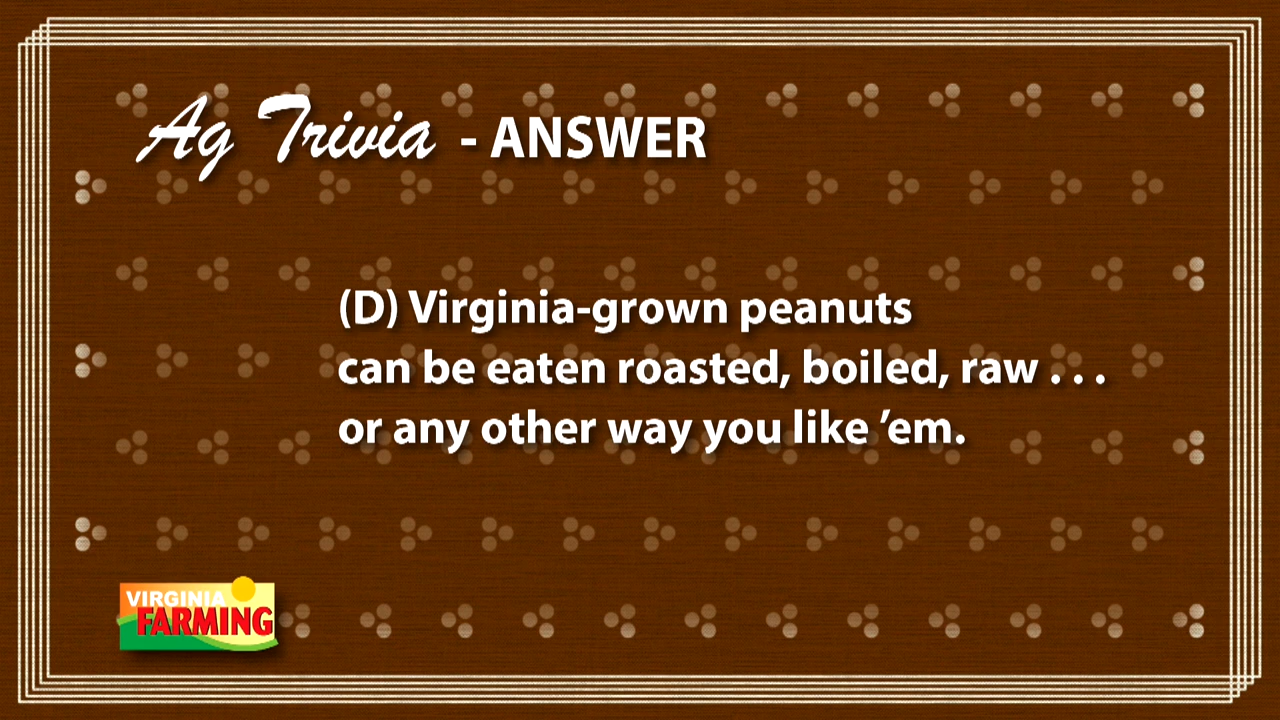 Ag Trivia - ANSWER
(D) Virginia-grown peanuts
can be eaten roasted, boiled, raw . . .
or any other way you like ’em.
VIRGINIA
FARMING